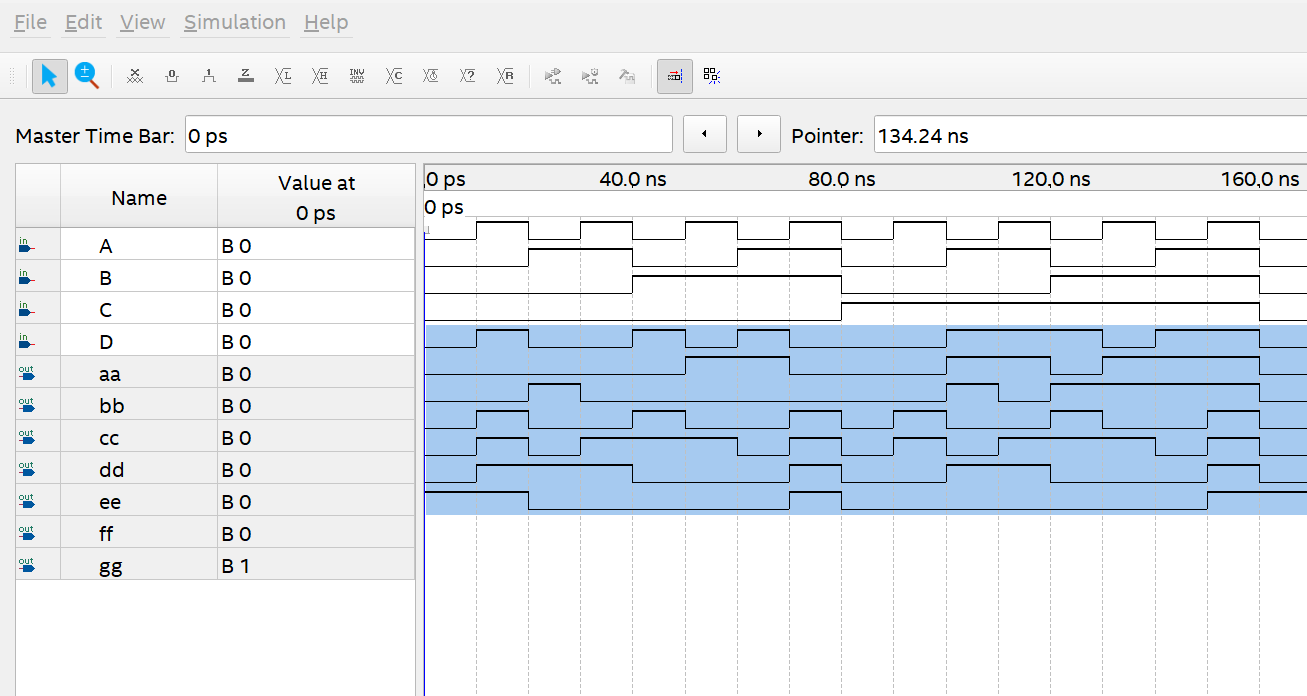 File Edit View Simulation Help
Master Time Bar: 0 ps Pointer: 134.24 ns
Name Value at 0 ps
0 ps 40.0 ns 80.0 ns 120.0 ns 160.0 ns
0 ps
in A B 0
in B B 0
in C B 0
in D B 0
out aa B 0
out bb B 0
out cc B 0
out dd B 0
out ee B 0
out ff B 0
out gg B 1